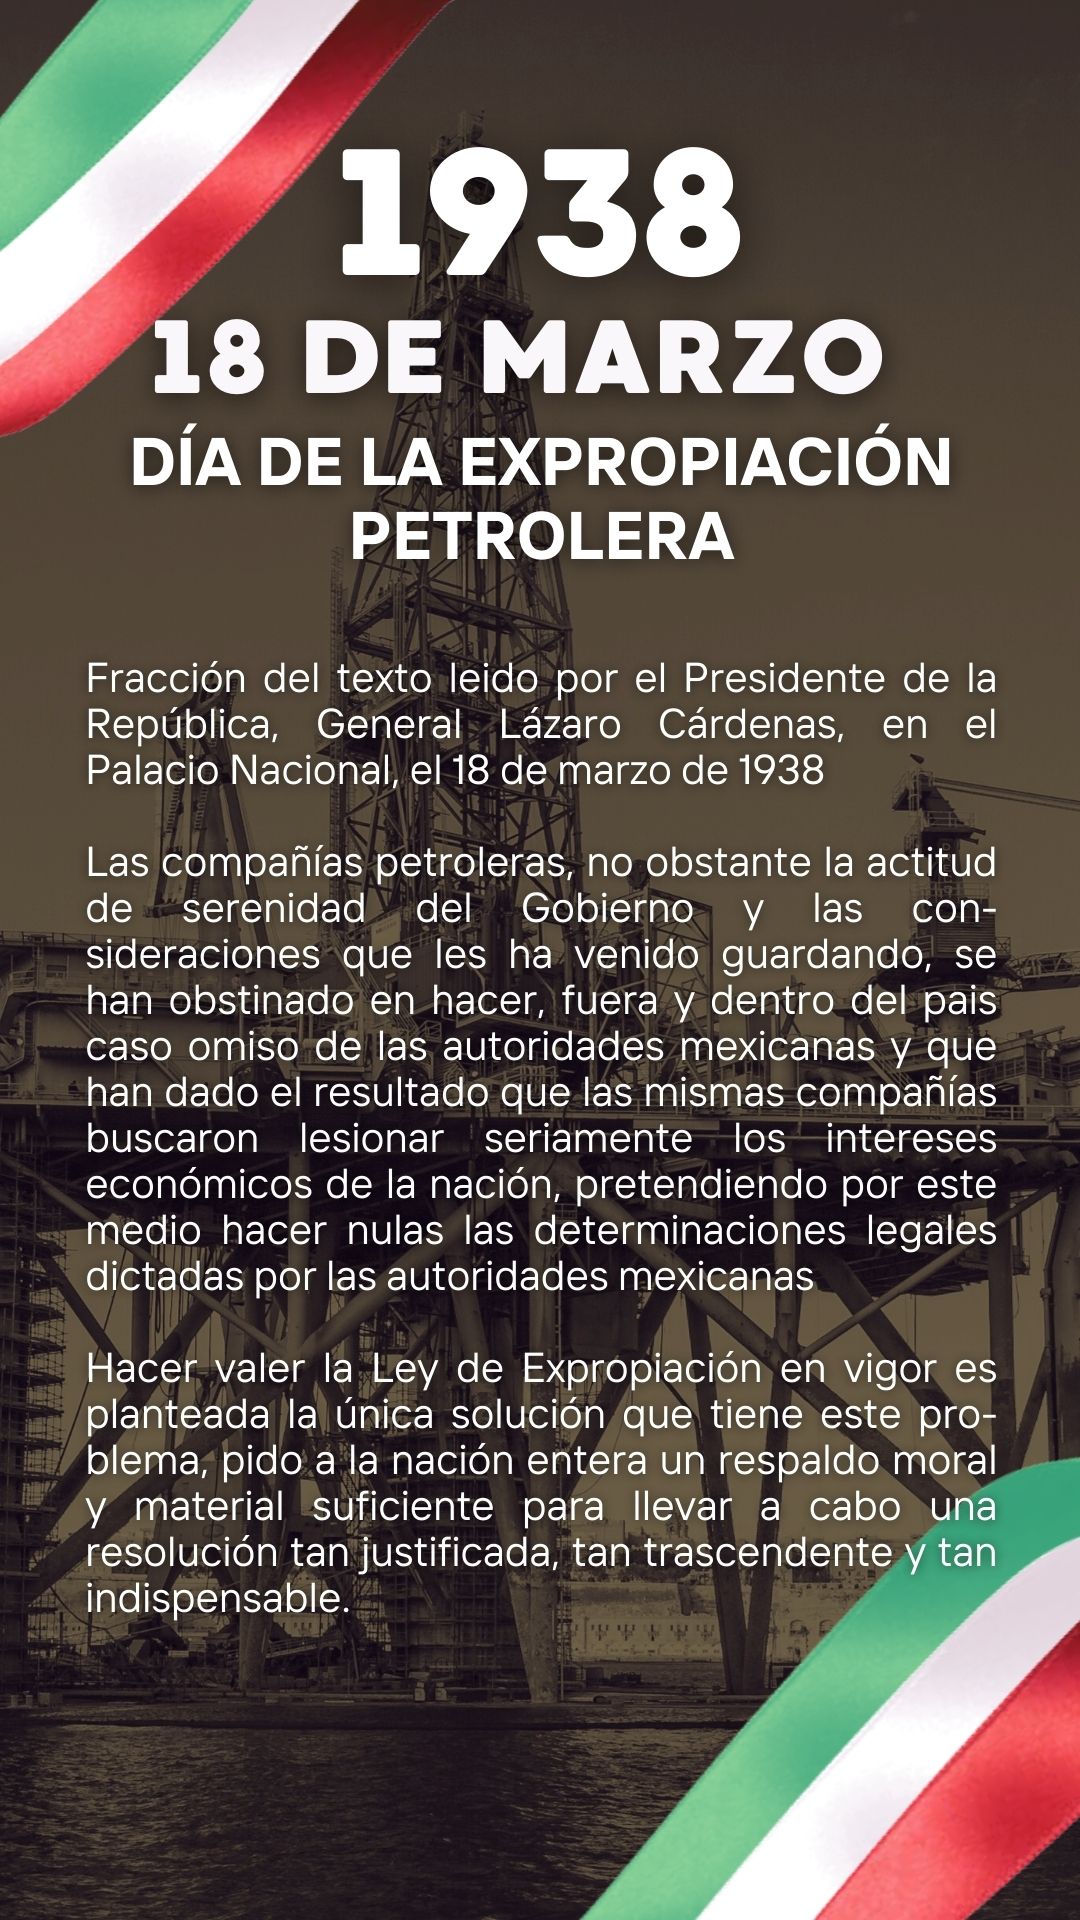 1938
18 DE MARZO
DÍA DE LA EXPROPIACIÓN
PETROLERA
Fracción del texto leido por el Presidente de la
República, General Lázaro Cárdenas, en el
Palacio Nacional, el 18 de marzo de 1938
Las compañías petroleras, no obstante la actitud
de serenidad del Gobierno y las con-
sideraciones que les ha venido guardando, se
han obstinado en hacer, fuera y dentro del pais
caso omiso de las autoridades mexicanas y que
han dado el resultado que las mismas compañías
buscaron lesionar seriamente los intereses
económicos de la nación, pretendiendo por este
medio hacer nulas las determinaciones legales
dictadas por las autoridades mexicanas
Hacer valer la Ley de Expropiación en vigor es
planteada la única solución que tiene este pro-
blema, pido a la nación entera un respaldo moral
y material suficiente para llevar a cabo una
resolución tan justificada, tan trascendente y tan
indispensable.